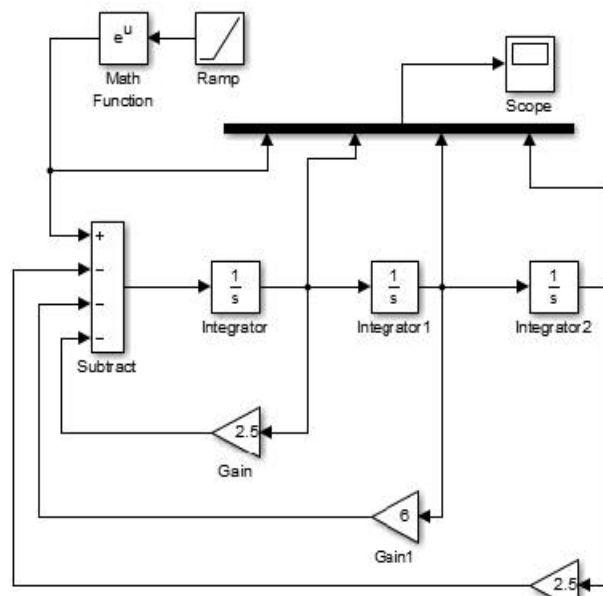 e^u
Math
Function
Ramp
Scope
+
−
−
−
Subtract
1
s
Integrator
1
s
Integrator1
1
s
Integrator2
2.5
Gain
6
Gain1
2.5